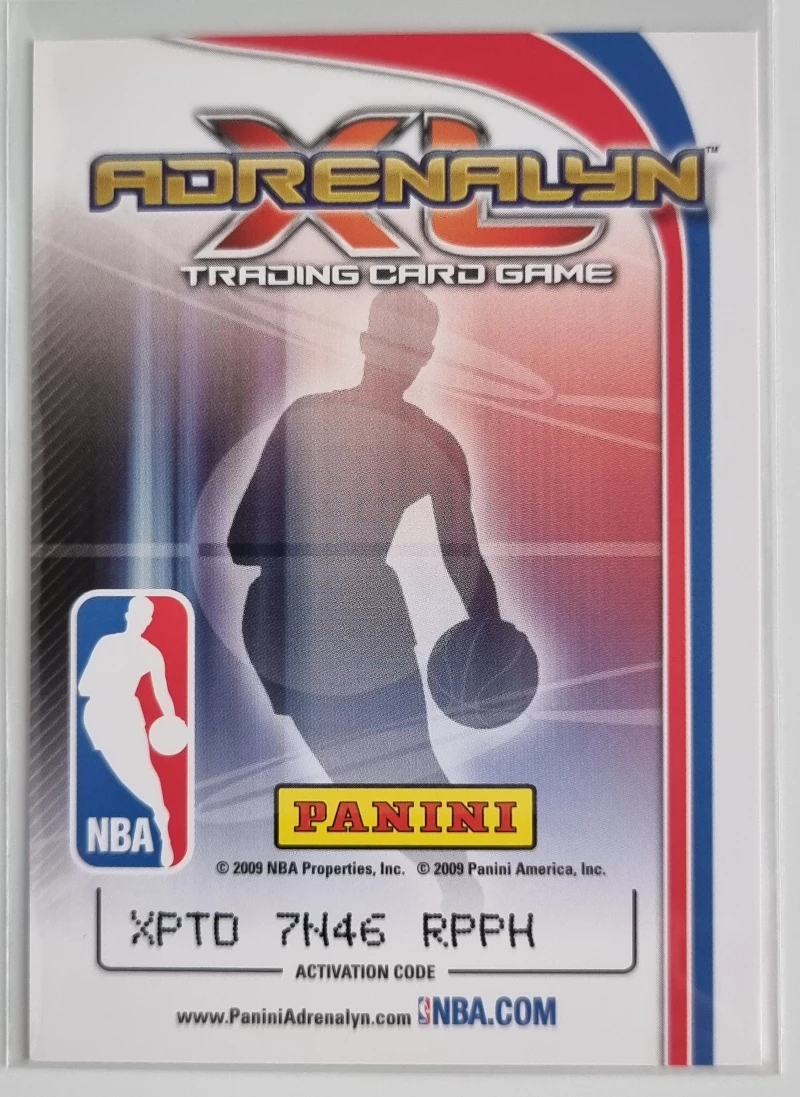 XL
ADRENALYN™
TRADING CARD GAME
NBA
PANINI
© 2009 NBA Properties, Inc. © 2009 Panini America, Inc.
XPTD 7N46 RPPH
ACTIVATION CODE
www.PaniniAdrenalyn.com NBA.COM